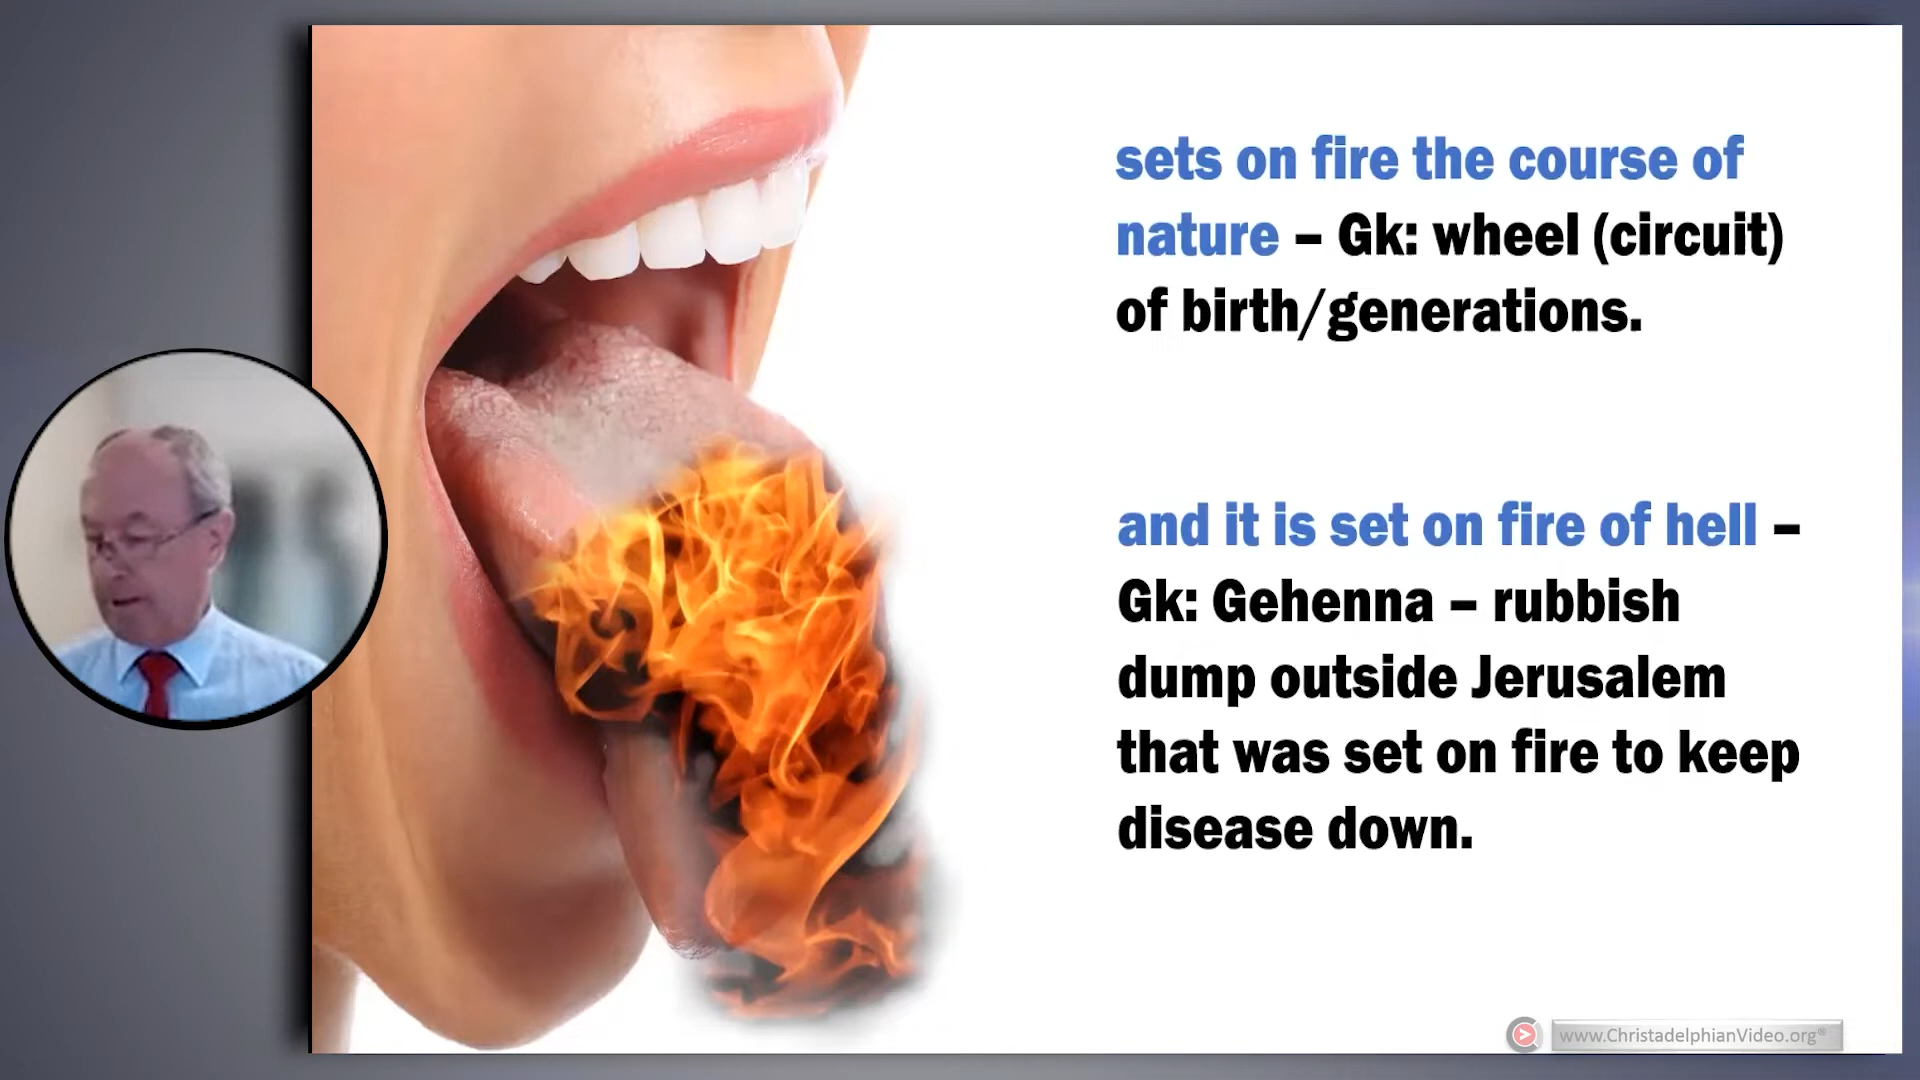 sets on fire the course of
nature – Gk: wheel (circuit)
of birth/generations.
and it is set on fire of hell –
Gk: Gehenna – rubbish
dump outside Jerusalem
that was set on fire to keep
disease down.
www.ChristadelphianVideo.org®